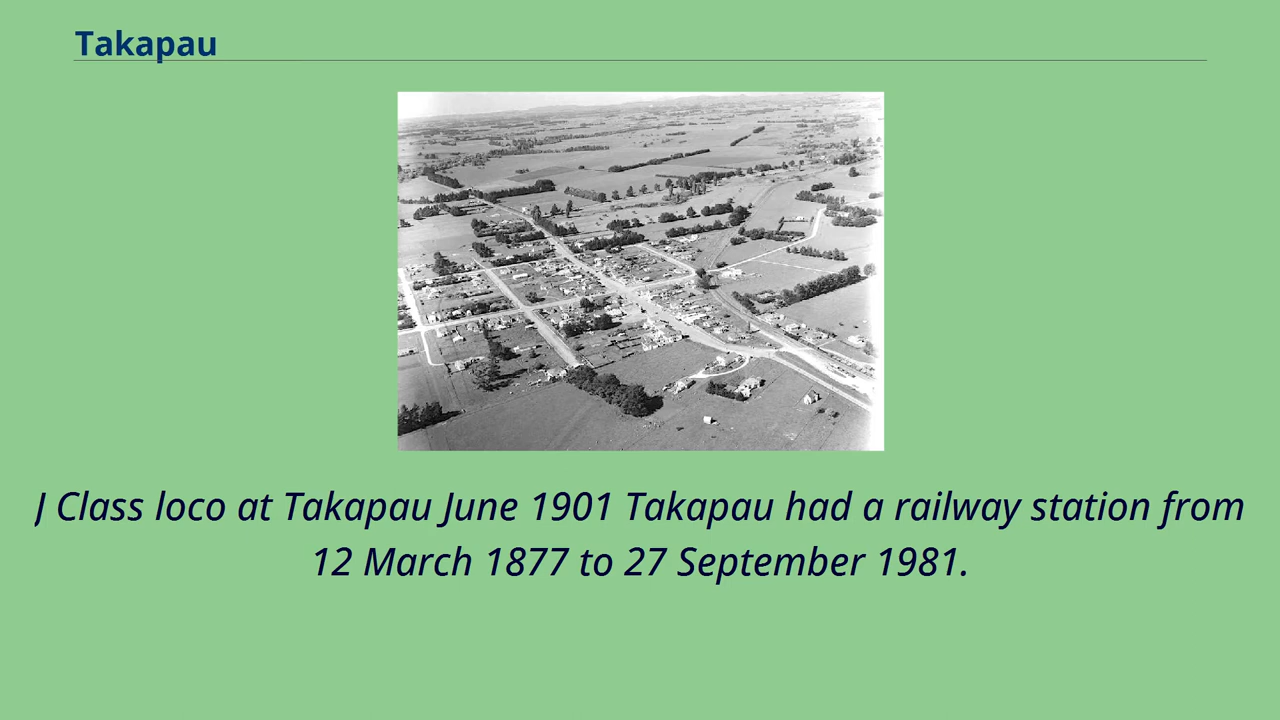 Takapau
J Class loco at Takapau June 1901 Takapau had a railway station from
12 March 1877 to 27 September 1981.